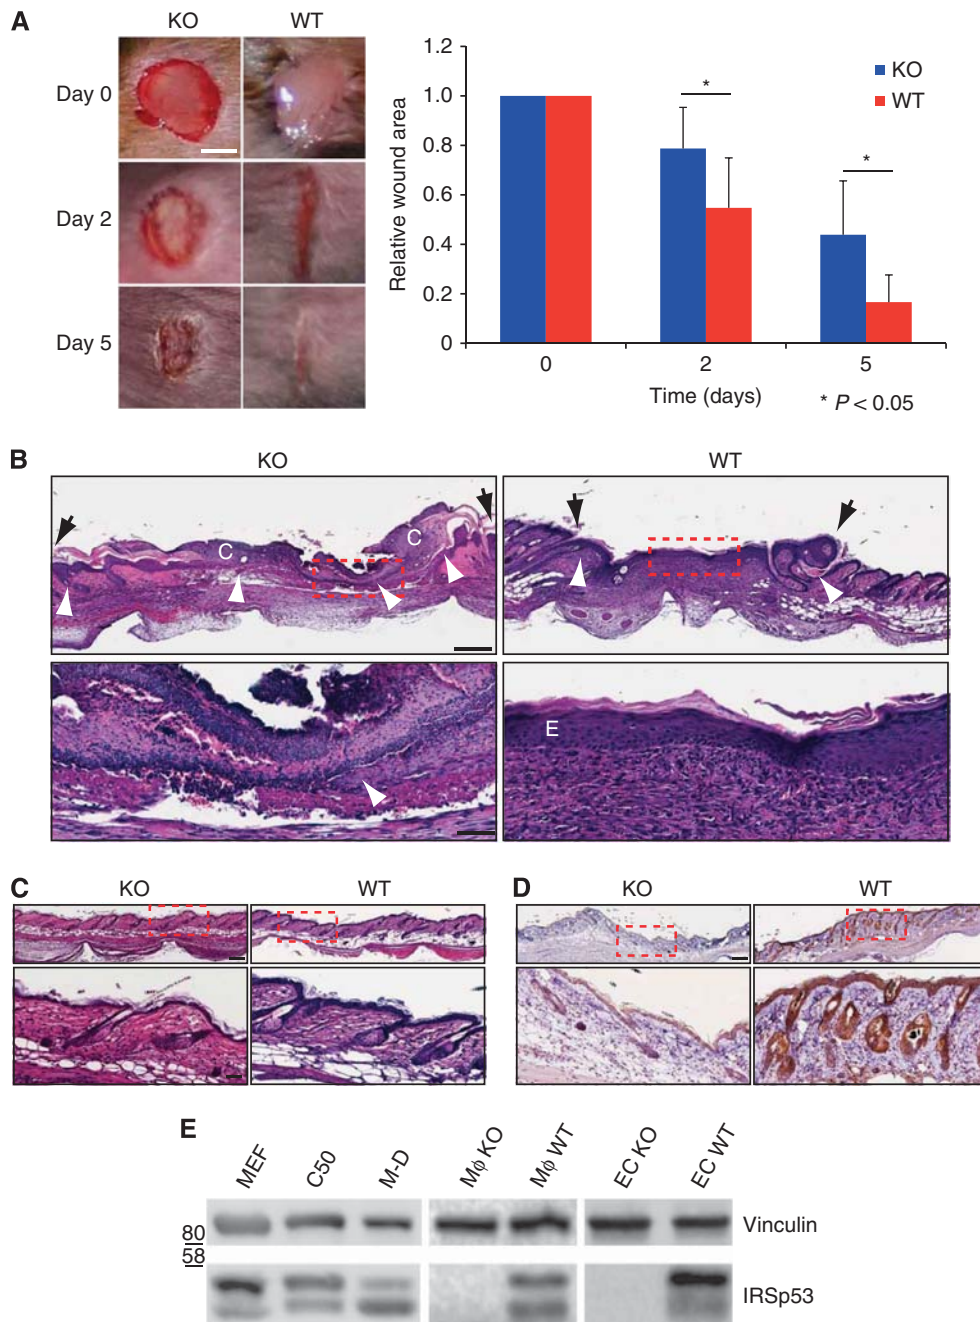 A
KO WT
Day 0
Day 2
Day 5
Relative wound area
1.2
1.0
0.8
0.6
0.4
0.2
0
KO
WT
*
*
0 2 5
Time (days)
* P < 0.05
B
KO WT
C C
E
C
KO WT
D
KO WT
E
MEF C50 M-D Mϕ KO Mϕ WT EC KO EC WT
Vinculin
80
58
IRSp53